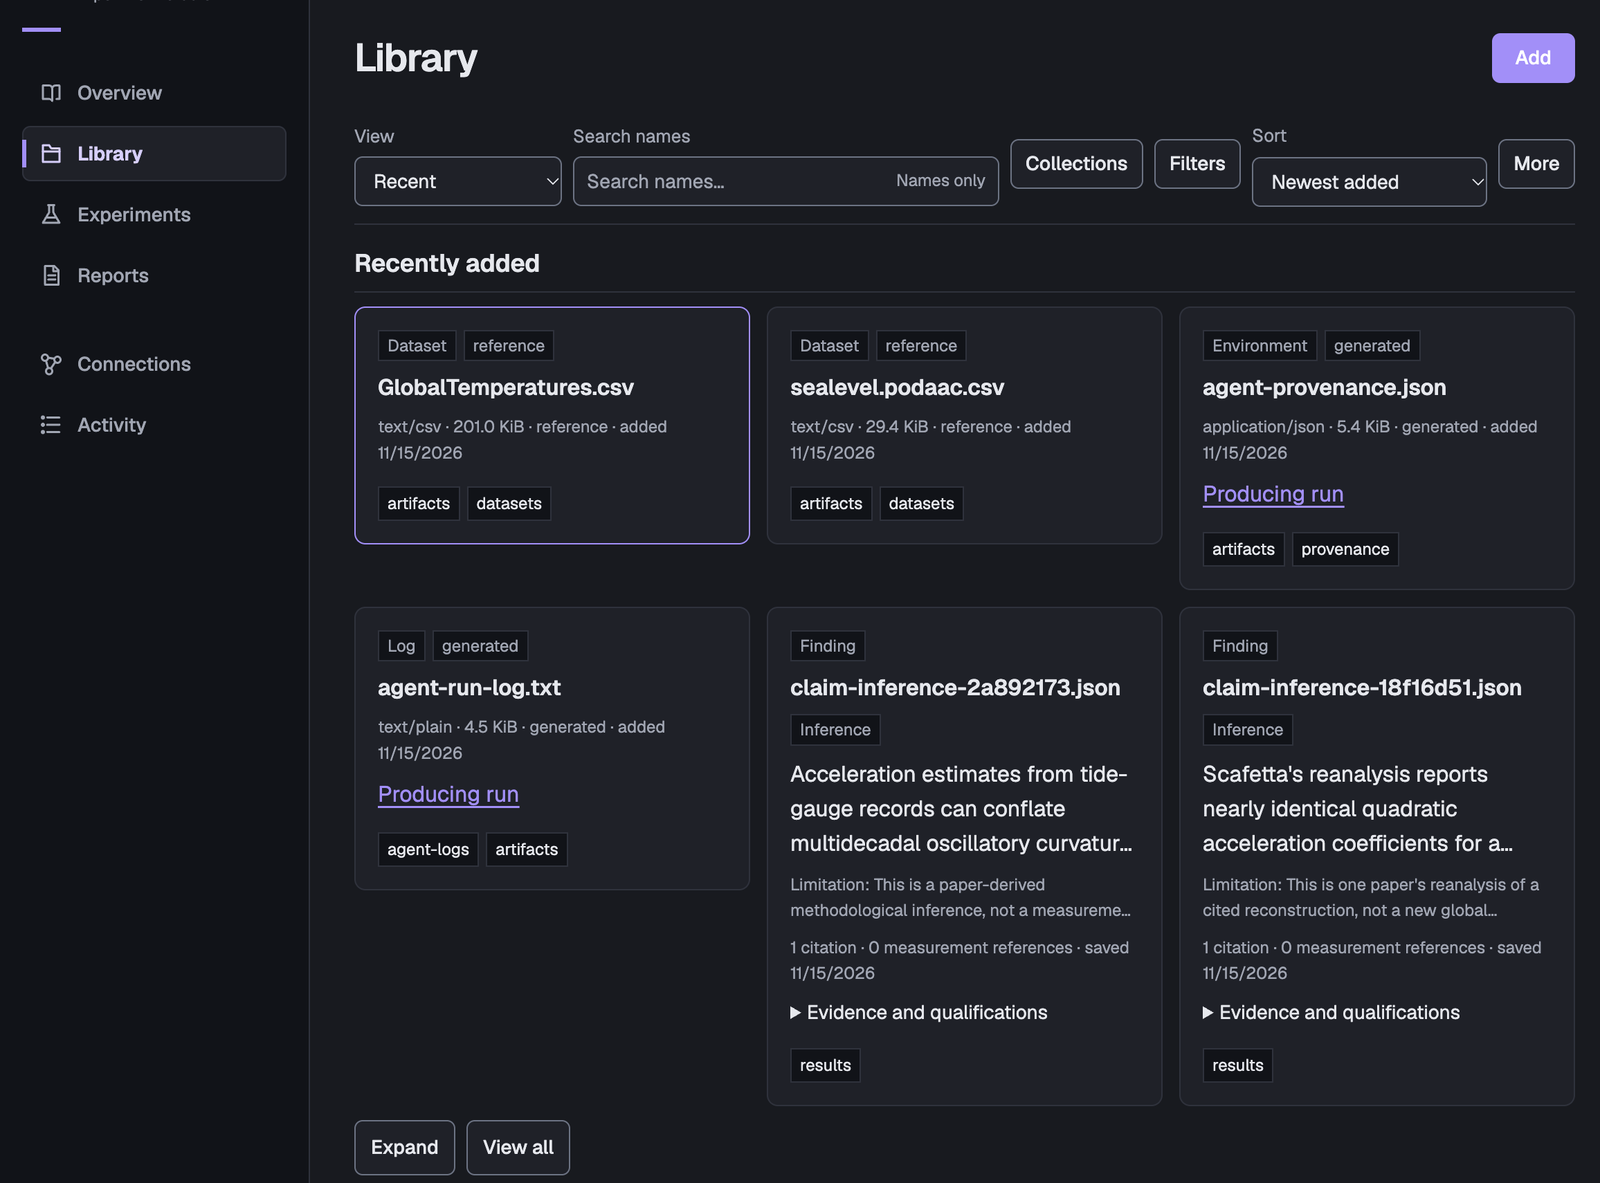 Overview
Library
Experiments
Reports
Connections
Activity
Library
Add
View
Recent
Search names
Search names...
Names only
Collections
Filters
Sort
Newest added
More
Recently added
Dataset
reference
GlobalTemperatures.csv
text/csv · 201.0 KiB · reference · added
11/15/2026
artifacts
datasets
Dataset
reference
sealevel.podaac.csv
text/csv · 29.4 KiB · reference · added
11/15/2026
artifacts
datasets
Environment
generated
agent-provenance.json
application/json · 5.4 KiB · generated · added
11/15/2026
Producing run
artifacts
provenance
Log
generated
agent-run-log.txt
text/plain · 4.5 KiB · generated · added
11/15/2026
Producing run
agent-logs
artifacts
Finding
claim-inference-2a892173.json
Inference
Acceleration estimates from tide-
gauge records can conflate
multidecadal oscillatory curvatur...
Limitation: This is a paper-derived
methodological inference, not a measureme...
1 citation · 0 measurement references · saved
11/15/2026
Evidence and qualifications
results
Finding
claim-inference-18f16d51.json
Inference
Scafetta's reanalysis reports
nearly identical quadratic
acceleration coefficients for a...
Limitation: This is one paper's reanalysis of a
cited reconstruction, not a new global...
1 citation · 0 measurement references · saved
11/15/2026
Evidence and qualifications
results
Expand
View all